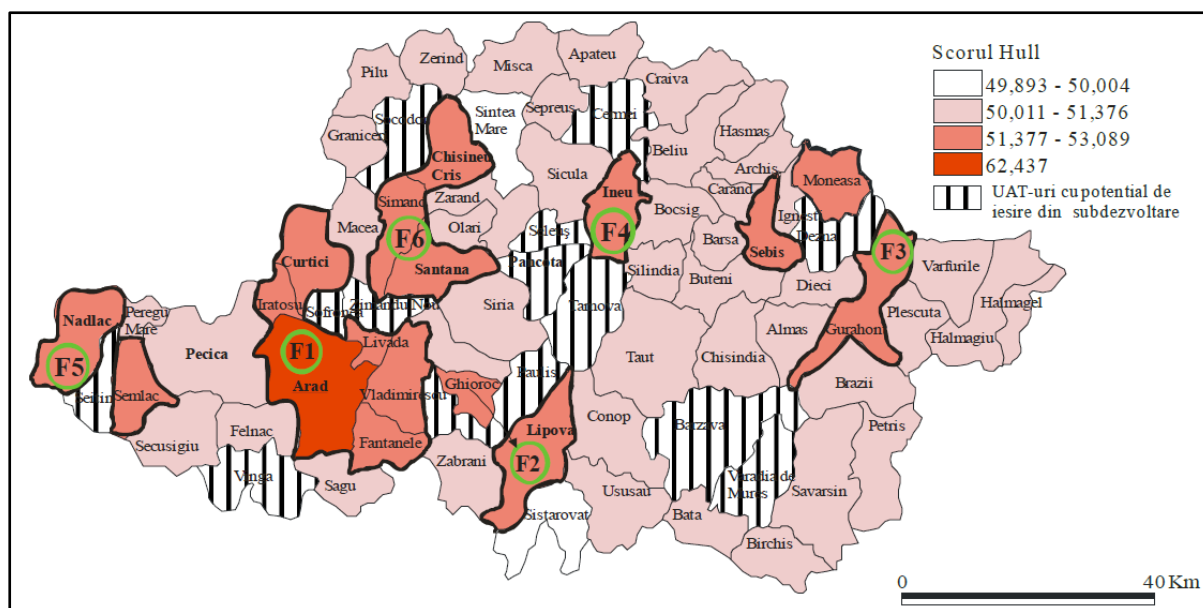 Scorul Hull
49,893 - 50,004
50,011 - 51,376
51,377 - 53,089
62,437
UAT-uri cu potential de
iesire din subdezvoltare
Zerind
Apateu
Misca
Pilu
Craiva
Sepreus
Sintea
Mare
Socodor
Cermei
Graniceri
Hasmas
Beliu
Chisineu
Cris
Archis
Sicula
Moneasa
Ineu
Carand
Simand
Zarand
Bocsig
Ignesti
Macea
Olari
Seleuş
Dezna
F6
F4
Barsa
Sebis
F3
Curtici
Pancota
Santana
Silindia
Buteni
Varfurile
Dieci
Iratosu
Sofronea
Zimandu Nou
Siria
Tarnova
Halmagel
Nadlac
Peregu
Mare
Plescuta
Almas
Gurahont
Halmagiu
Livada
F1
Pecica
Taut
Chisindia
F5
Paulis
Arad
Ghioroc
Brazii
Seitin
Semlac
Vladimirescu
Conop
Barzava
Petris
Felnac
Lipova
Secusigiu
Fantanele
F2
Zabrani
Vinga
Varadia de
Mures
Sagu
Ususau
Savarsin
Sistarovat
Bata
Birchis
0
40 Km